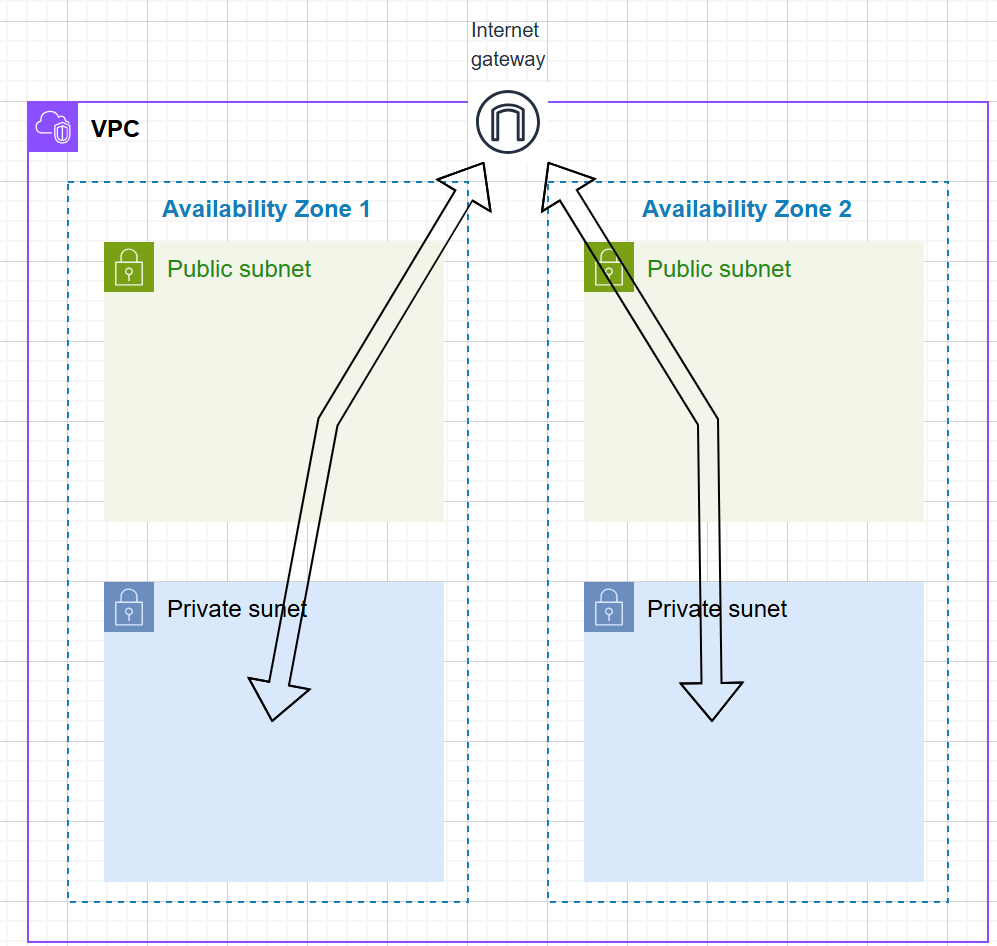 Internet
gateway
VPC
Availability Zone 1
Availability Zone 2
Public subnet
Public subnet
Private sunet
Private sunet